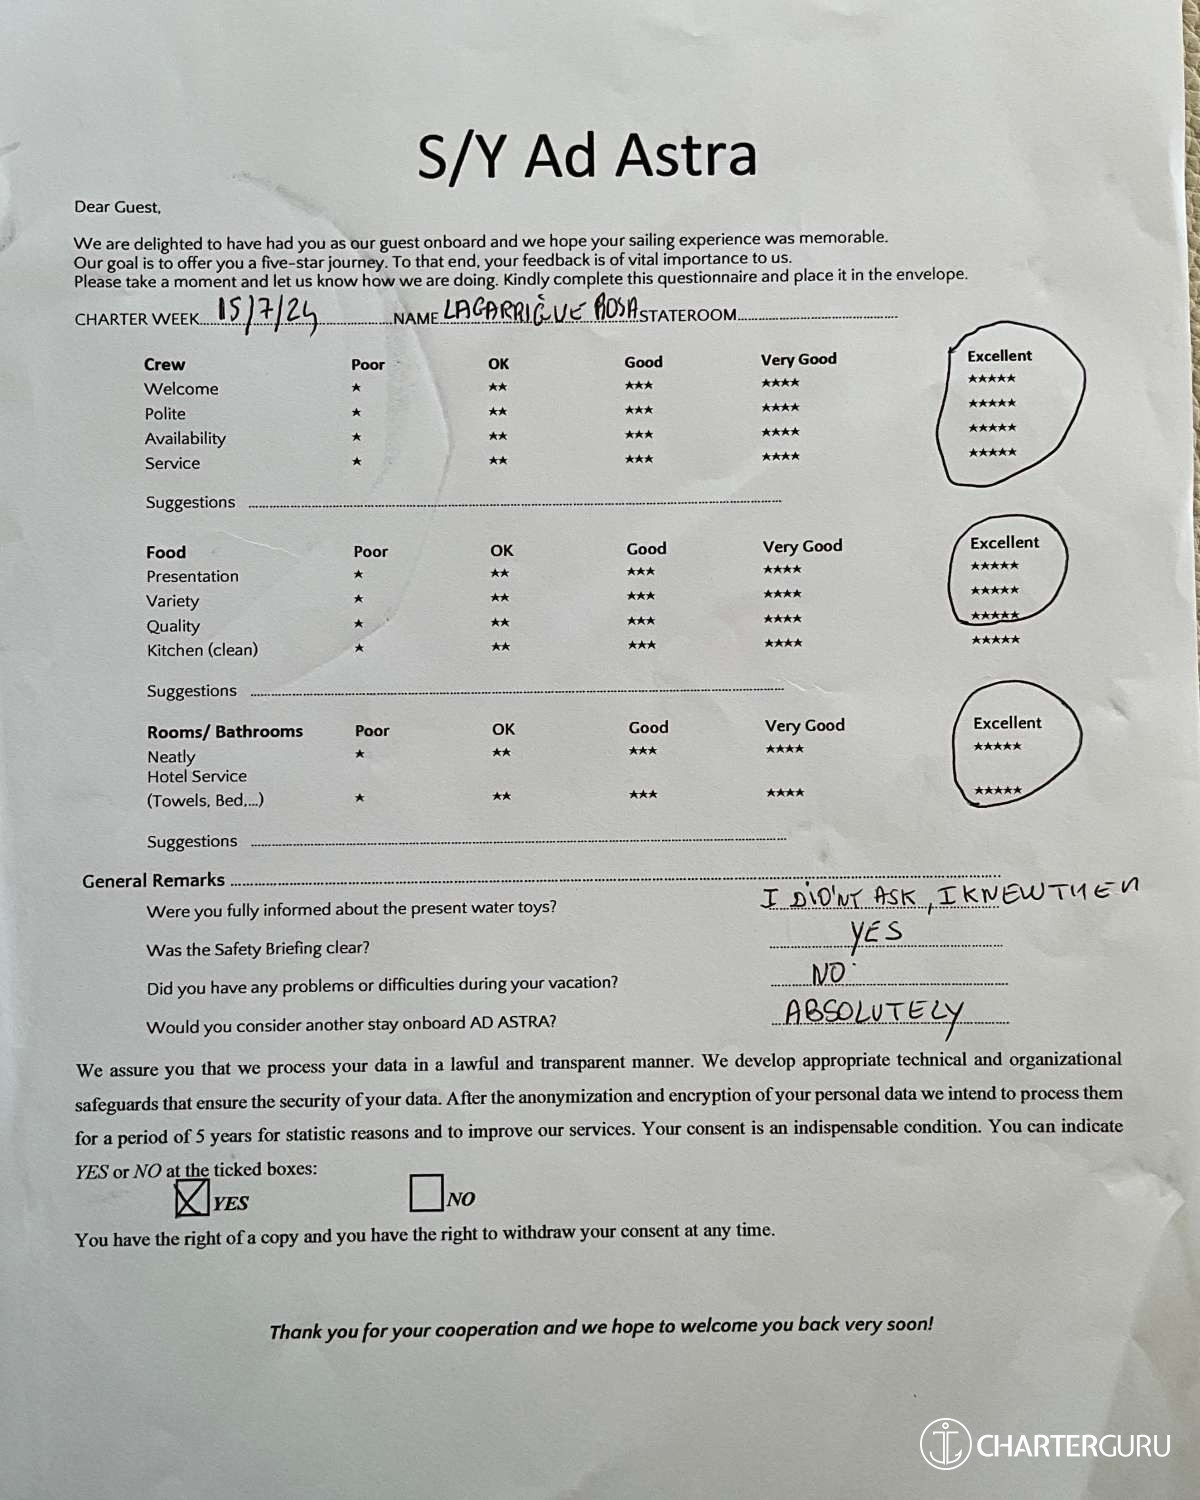 S/Y Ad Astra
Dear Guest,
We are delighted to have had you as our guest onboard and we hope your sailing experience was memorable.
Our goal is to offer you a five-star journey. To that end, your feedback is of vital importance to us.
Please take a moment and let us know how we are doing. Kindly complete this questionnaire and place it in the envelope.
CHARTER WEEK 15/7/24 NAME LAGARRIGUE ROSA STATEROOM
Crew Poor OK Good Very Good Excellent
Welcome ★ ★★ ★★★ ★★★★ ★★★★★
Polite ★ ★★ ★★★ ★★★★ ★★★★★
Availability ★ ★★ ★★★ ★★★★ ★★★★★
Service ★ ★★ ★★★ ★★★★ ★★★★★
Suggestions
Food Poor OK Good Very Good Excellent
Presentation ★ ★★ ★★★ ★★★★ ★★★★★
Variety ★ ★★ ★★★ ★★★★ ★★★★★
Quality ★ ★★ ★★★ ★★★★ ★★★★★
Kitchen (clean) ★ ★★ ★★★ ★★★★ ★★★★★
Suggestions
Rooms/ Bathrooms Poor OK Good Very Good Excellent
Neatly ★ ★★ ★★★ ★★★★ ★★★★★
Hotel Service
(Towels, Bed,...) ★ ★★ ★★★ ★★★★ ★★★★★
Suggestions
General Remarks
Were you fully informed about the present water toys? I DID'NT ASK, I KNEW THEM
Was the Safety Briefing clear? YES
Did you have any problems or difficulties during your vacation? NO
Would you consider another stay onboard AD ASTRA? ABSOLUTELY
We assure you that we process your data in a lawful and transparent manner. We develop appropriate technical and organizational
safeguards that ensure the security of your data. After the anonymization and encryption of your personal data we intend to process them
for a period of 5 years for statistic reasons and to improve our services. Your consent is an indispensable condition. You can indicate
YES or NO at the ticked boxes:
YES NO
You have the right of a copy and you have the right to withdraw your consent at any time.
Thank you for your cooperation and we hope to welcome you back very soon!
CHARTERGURU